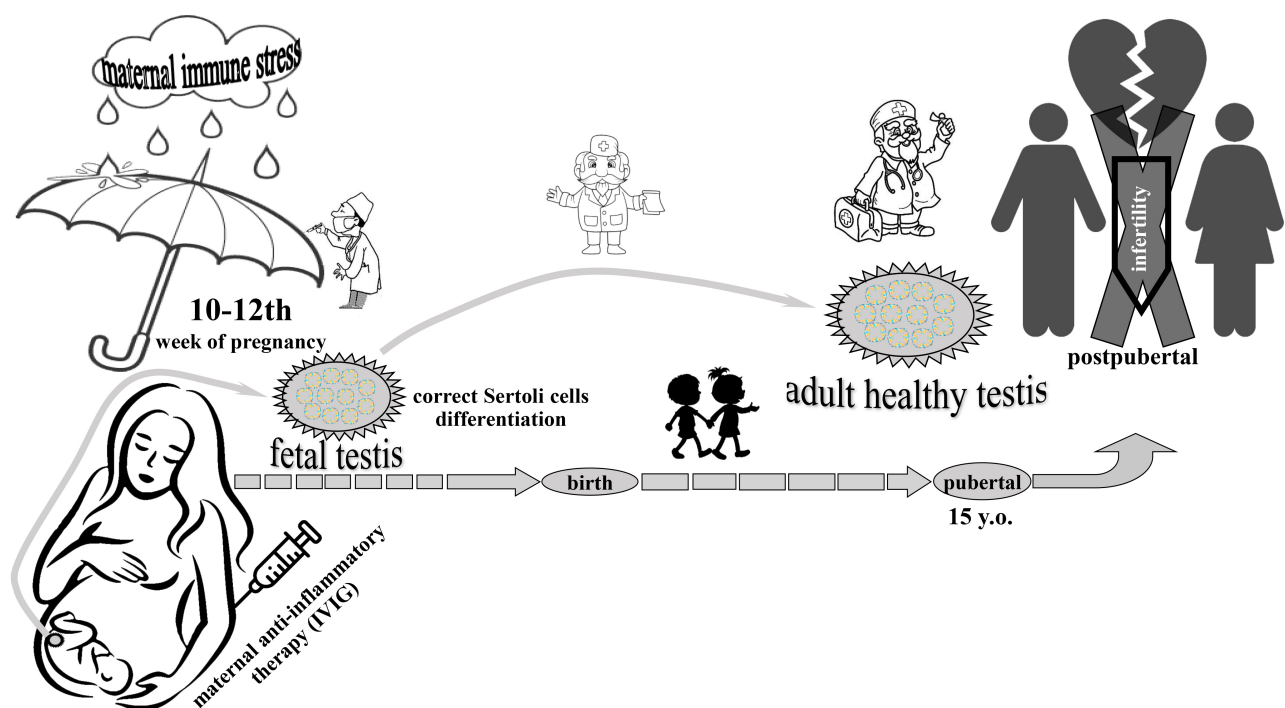 maternal immune stress
10-12th
week of pregnancy
correct Sertoli cells
differentiation
fetal testis
maternal anti-inflammatory
therapy (IVIG)
birth
adult healthy testis
pubertal
15 y.o.
infertility
postpubertal